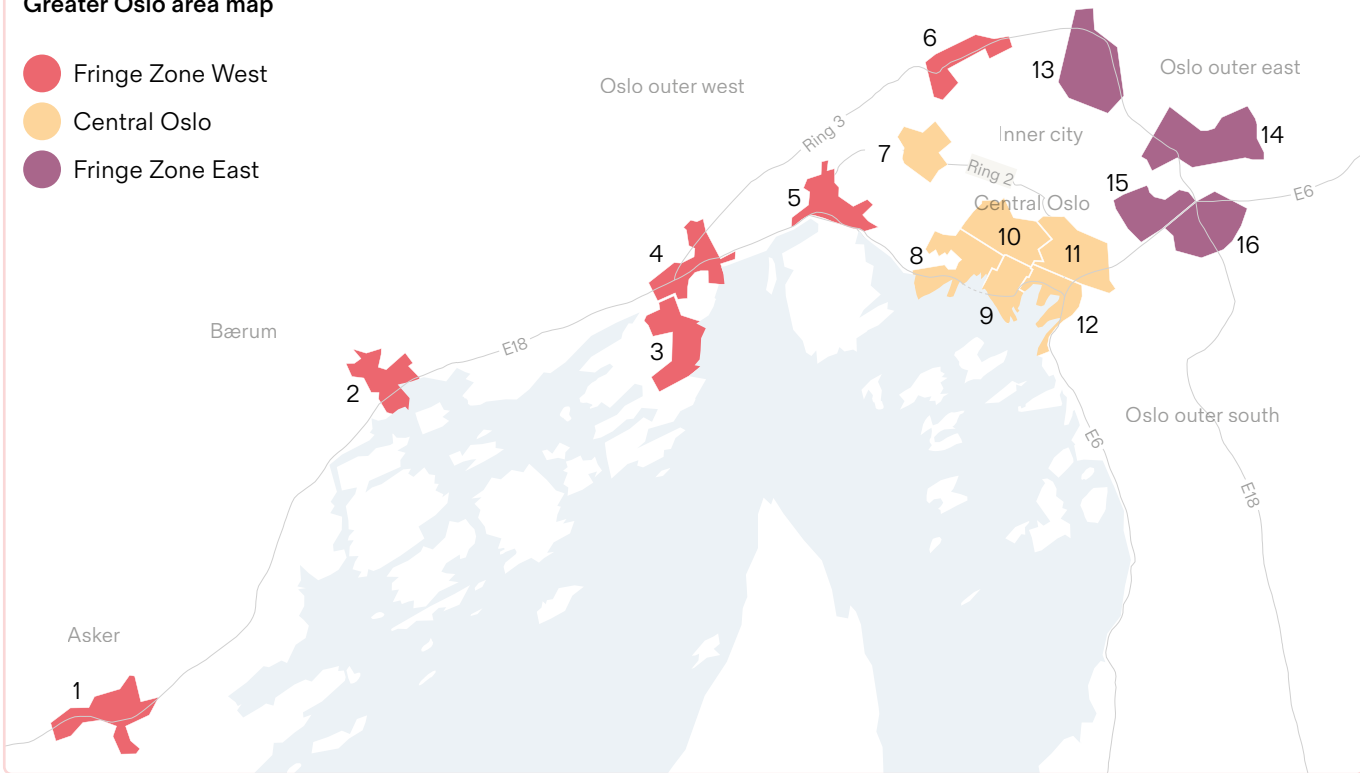 Greater Oslo area map
Fringe Zone West
Central Oslo
Fringe Zone East
6
13
Oslo outer east
Oslo outer west
Ring 3
Inner city
14
7
Ring 2
15
E6
5
Central Oslo
10
11
16
4
8
9
12
Bærum
E18
3
2
Oslo outer south
E6
E18
Asker
1